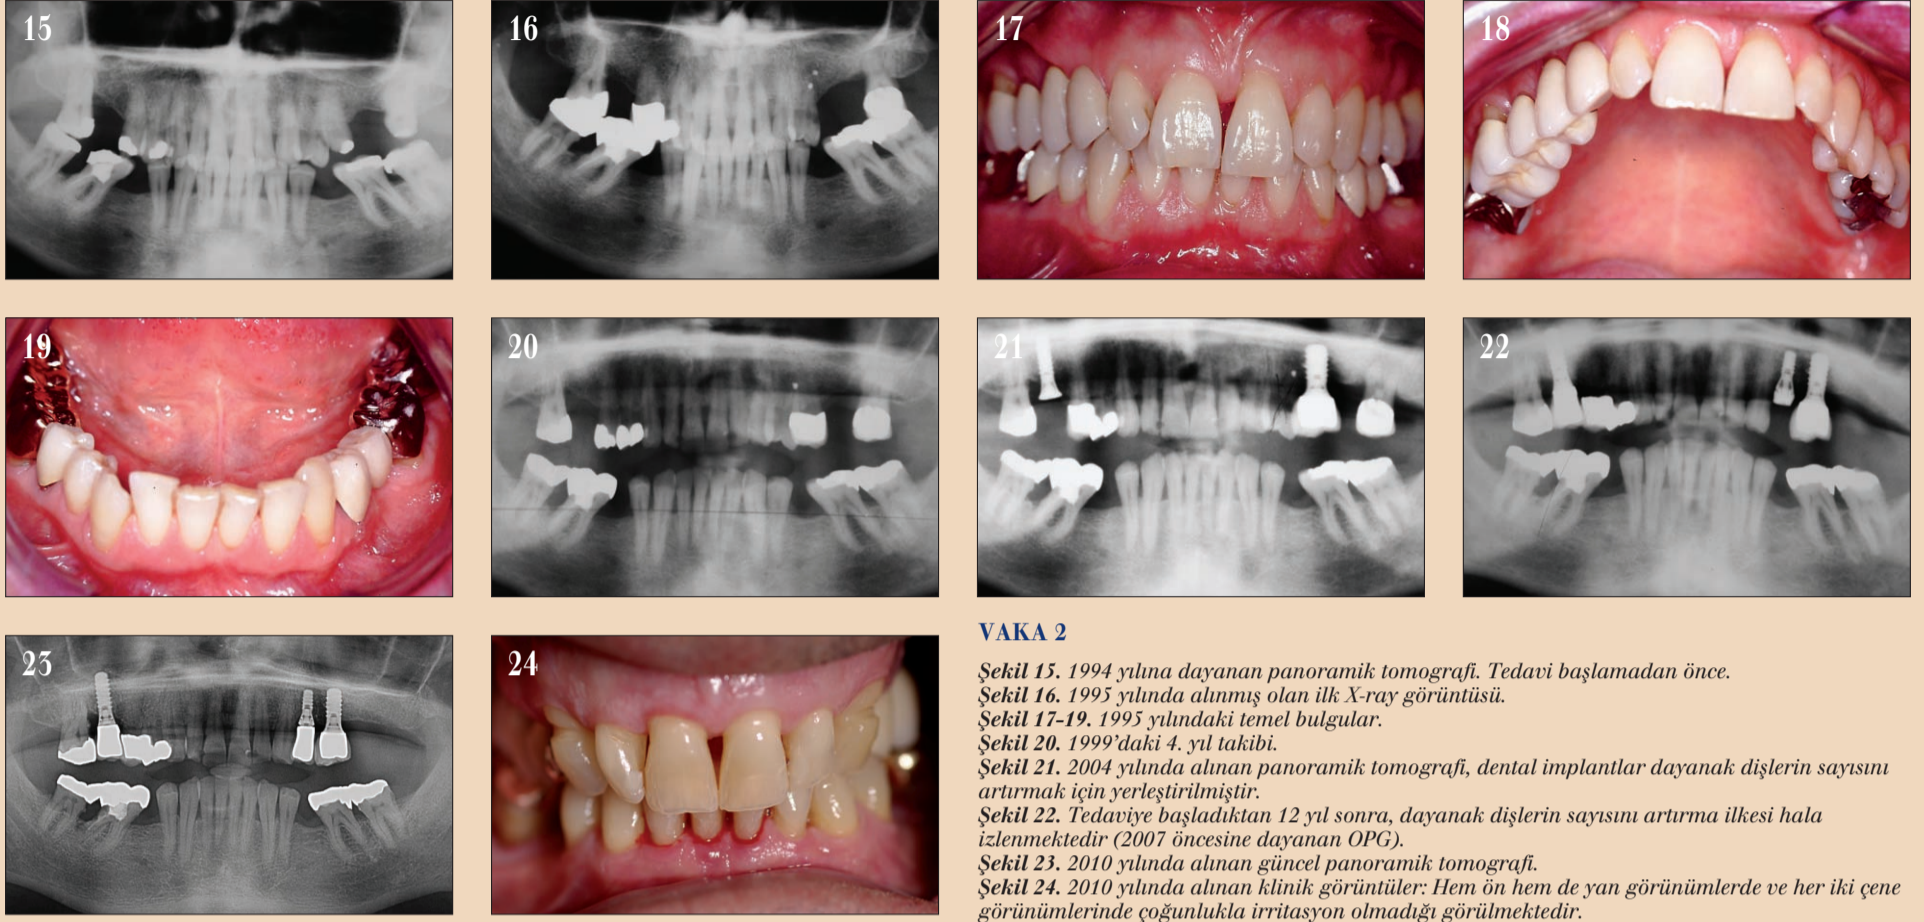 15
16
17
18
19
20
21
22
23
24
VAKA 2
Şekil 15. 1994 yılına dayanan panoramik tomografi. Tedavi başlamadan önce.
Şekil 16. 1995 yılında alınmış olan ilk X-ray görüntüsü.
Şekil 17-19. 1995 yılındaki temel bulgular.
Şekil 20. 1999’daki 4. yıl takibi.
Şekil 21. 2004 yılında alınan panoramik tomografi, dental implantlar dayanak dişlerin sayısını
artırmak için yerleştirilmiştir.
Şekil 22. Tedaviye başladıktan 12 yıl sonra, dayanak dişlerin sayısını artırma ilkesi hala
izlenmektedir (2007 öncesine dayanan OPG).
Şekil 23. 2010 yılında alınan güncel panoramik tomografi.
Şekil 24. 2010 yılında alınan klinik görüntüler: Hem ön hem de yan görünümlerde ve her iki çene
görünümlerinde çoğunlukla irritasyon olmadığı görülmektedir.